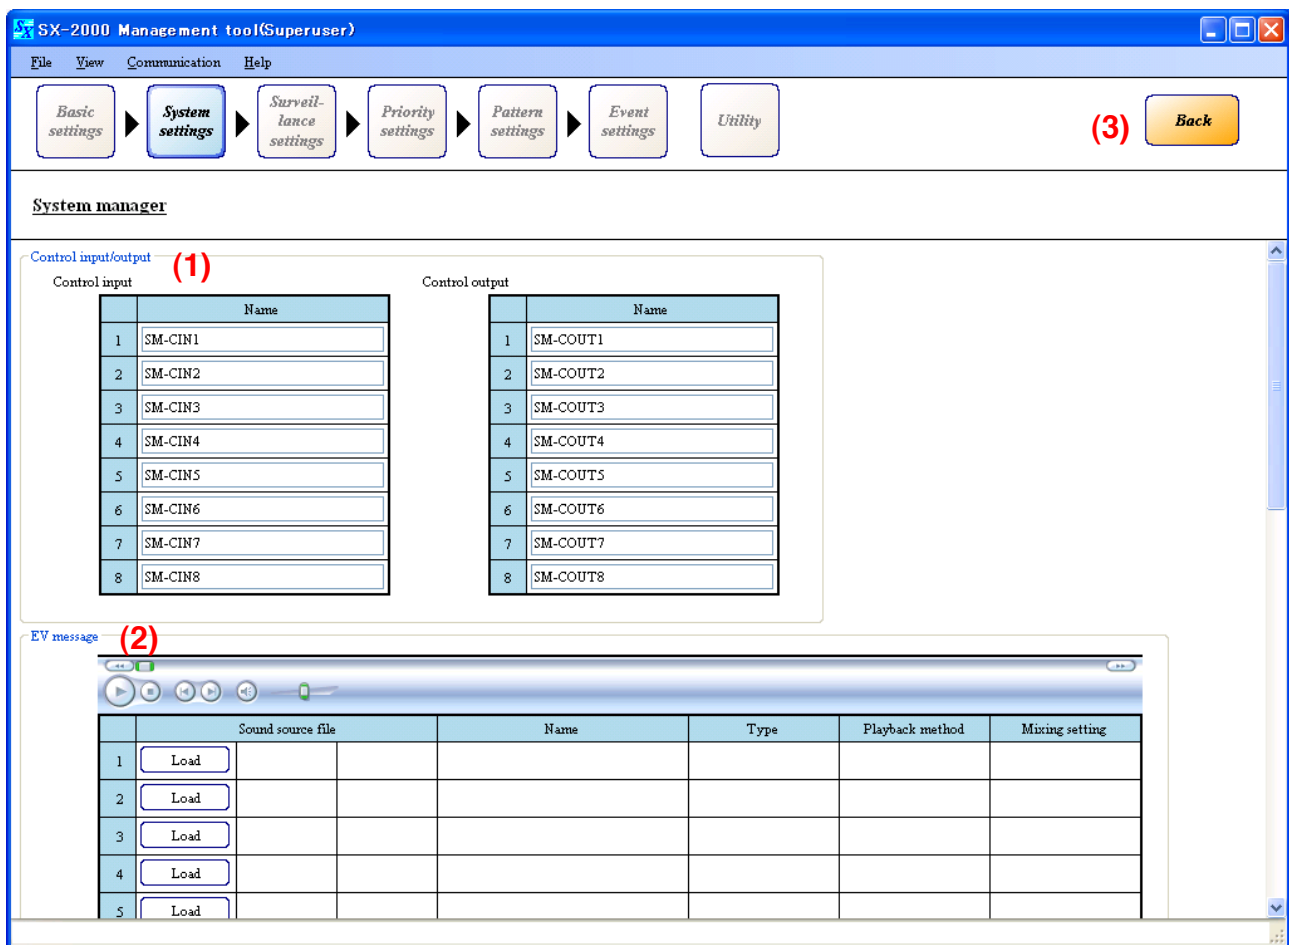 SX SX-2000 Management tool(Superuser)
File View Communication Help
Basic settings
System settings
Surveil-
lance
settings
Priority settings
Pattern settings
Event settings
Utility
(3)
Back
System manager
Control input/output (1)
Control input
Control output
Name
1 SM-CIN1
2 SM-CIN2
3 SM-CIN3
4 SM-CIN4
5 SM-CIN5
6 SM-CIN6
7 SM-CIN7
8 SM-CIN8
Name
1 SM-COUT1
2 SM-COUT2
3 SM-COUT3
4 SM-COUT4
5 SM-COUT5
6 SM-COUT6
7 SM-COUT7
8 SM-COUT8
EV message (2)
Sound source file Name Type Playback method Mixing setting
1 Load
2 Load
3 Load
4 Load
5 Load